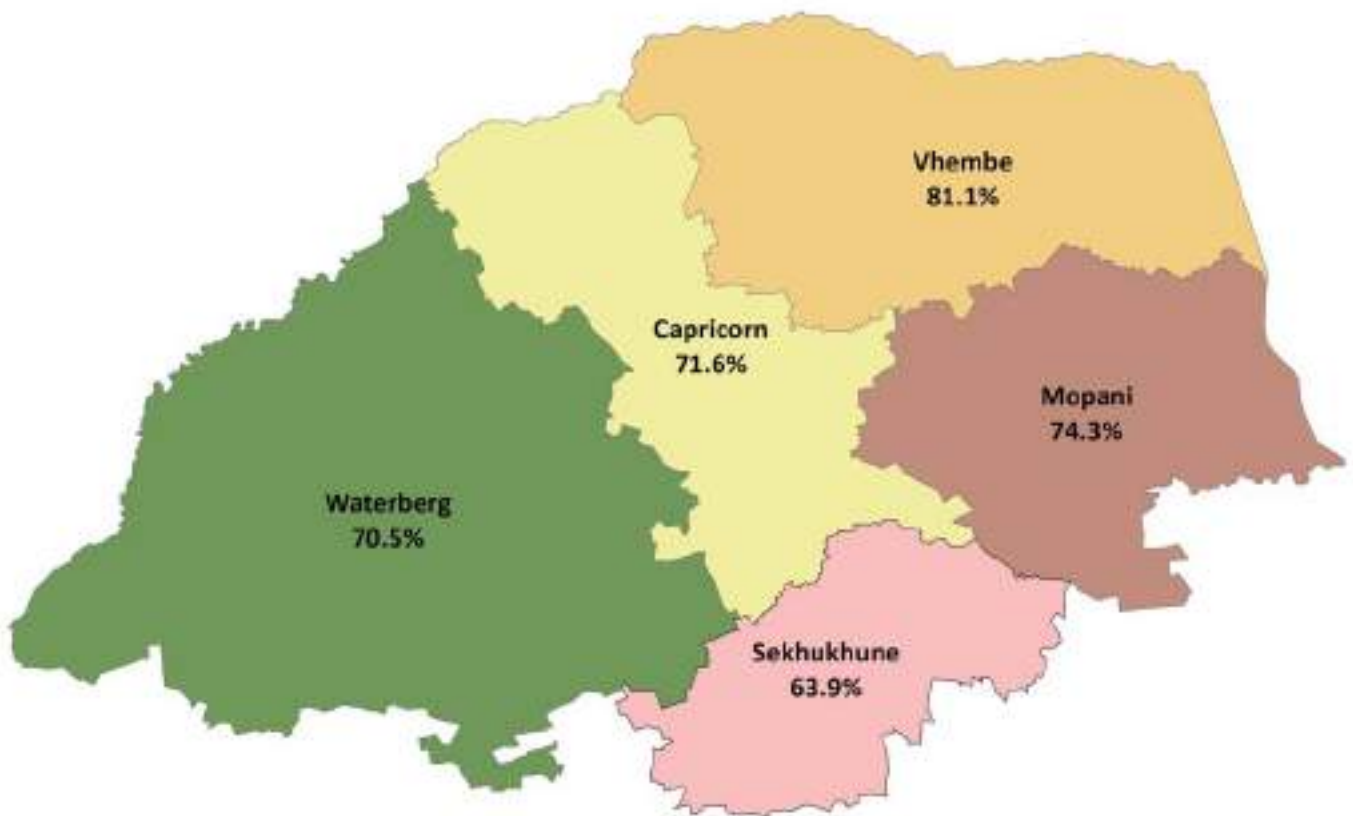 Vhembe
81.1%
Capricorn
71.6%
Mopani
74.3%
Waterberg
70.5%
Sekhukhune
63.9%